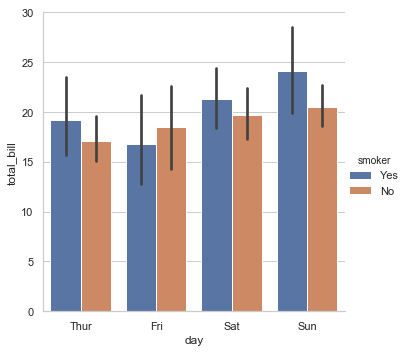 30
25
20
15
10
5
0
total_bill
Thur Fri Sat Sun
day
smoker
Yes
No